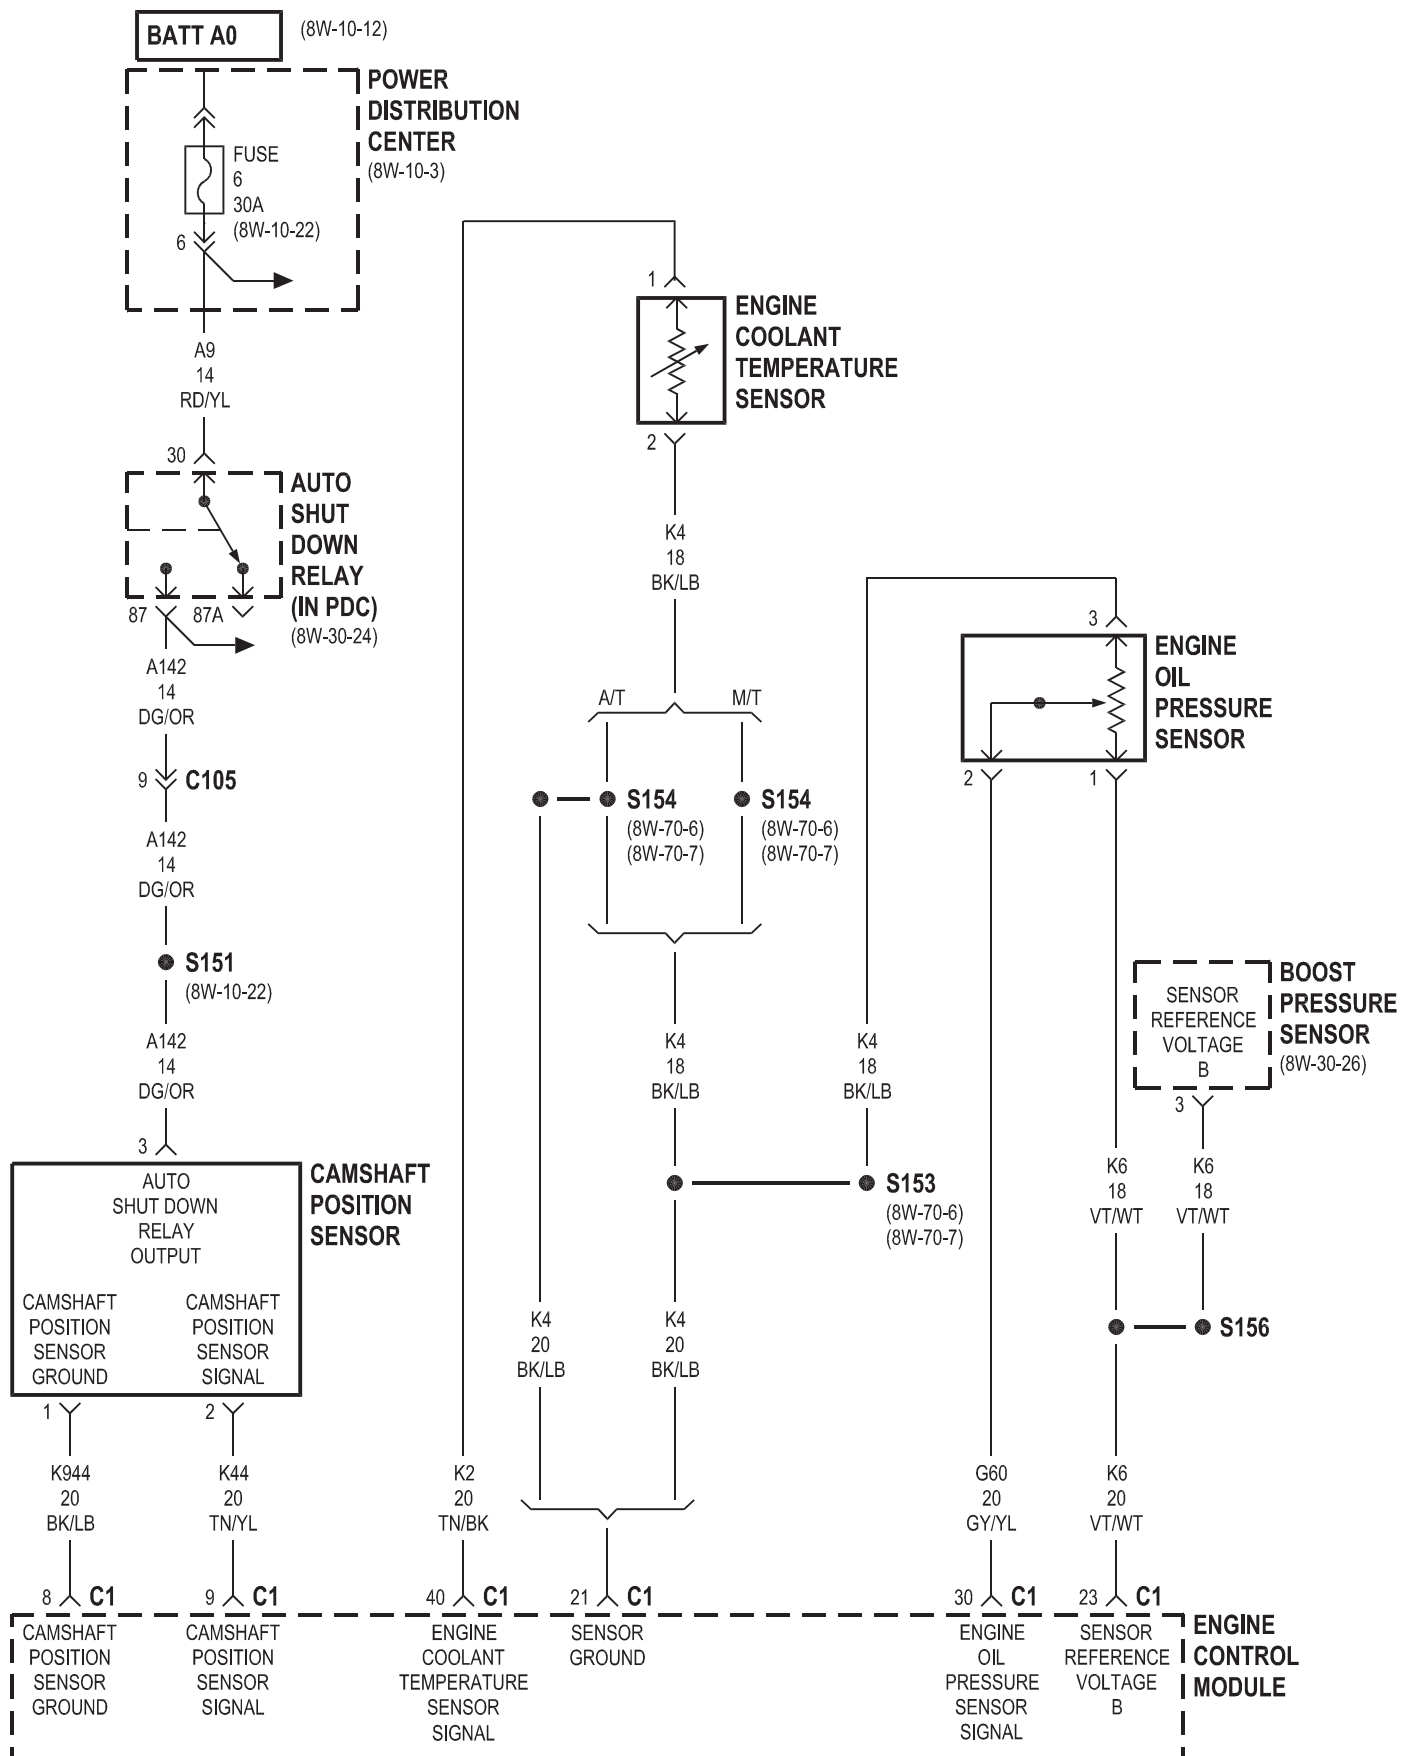 BATT A0
(8W-10-12)
POWER
DISTRIBUTION
CENTER
(8W-10-3)
FUSE
6
30A
(8W-10-22)
6
A9
14
RD/YL
30
AUTO
SHUT
DOWN
RELAY
(IN PDC)
(8W-30-24)
87
87A
A142
14
DG/OR
9
C105
A142
14
DG/OR
S151
(8W-10-22)
A142
14
DG/OR
3
AUTO
SHUT DOWN
RELAY
OUTPUT
CAMSHAFT
POSITION
SENSOR
CAMSHAFT
POSITION
SENSOR
GROUND
CAMSHAFT
POSITION
SENSOR
SIGNAL
1
2
K944
20
BK/LB
K44
20
TN/YL
1
ENGINE
COOLANT
TEMPERATURE
SENSOR
2
K4
18
BK/LB
A/T
M/T
S154
(8W-70-6)
(8W-70-7)
S154
(8W-70-6)
(8W-70-7)
K4
18
BK/LB
K4
18
BK/LB
S153
(8W-70-6)
(8W-70-7)
K4
20
BK/LB
K4
20
BK/LB
K2
20
TN/BK
3
ENGINE
OIL
PRESSURE
SENSOR
2
1
SENSOR
REFERENCE
VOLTAGE
B
BOOST
PRESSURE
SENSOR
(8W-30-26)
3
K6
18
VT/WT
K6
18
VT/WT
S156
G60
20
GY/YL
K6
20
VT/WT
8 C1
9 C1
40 C1
21 C1
30 C1
23 C1
CAMSHAFT
POSITION
SENSOR
GROUND
CAMSHAFT
POSITION
SENSOR
SIGNAL
ENGINE
COOLANT
TEMPERATURE
SENSOR
SIGNAL
SENSOR
GROUND
ENGINE
OIL
PRESSURE
SENSOR
SIGNAL
SENSOR
REFERENCE
VOLTAGE
B
ENGINE
CONTROL
MODULE